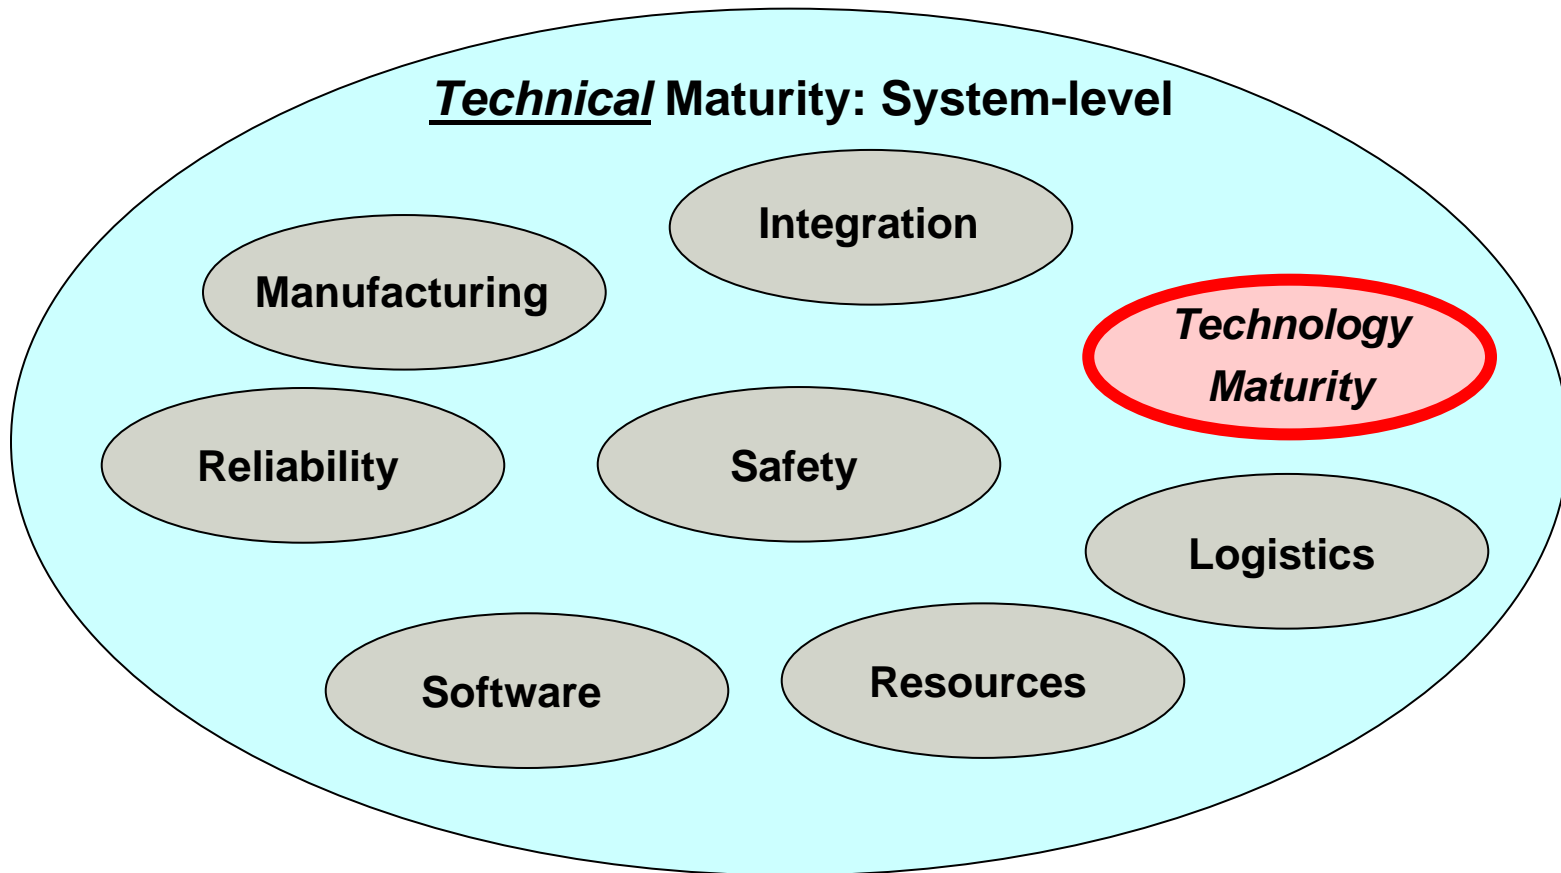 Technical Maturity: System-level
Integration
Manufacturing
Technology
Maturity
Reliability
Safety
Logistics
Software
Resources